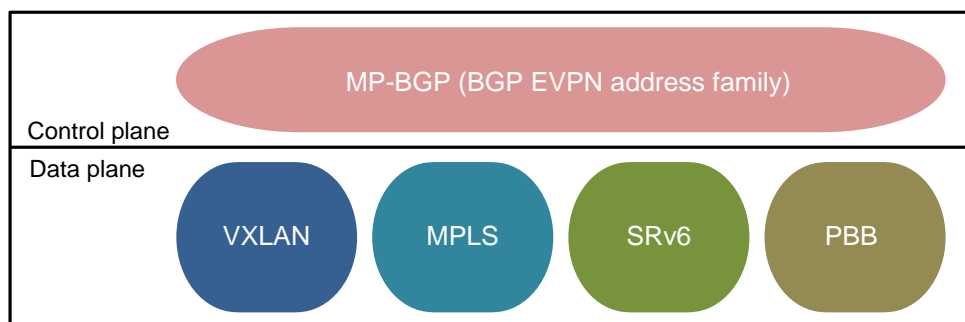 MP-BGP (BGP EVPN address family)
Control plane
Data plane
VXLAN
MPLS
SRv6
PBB